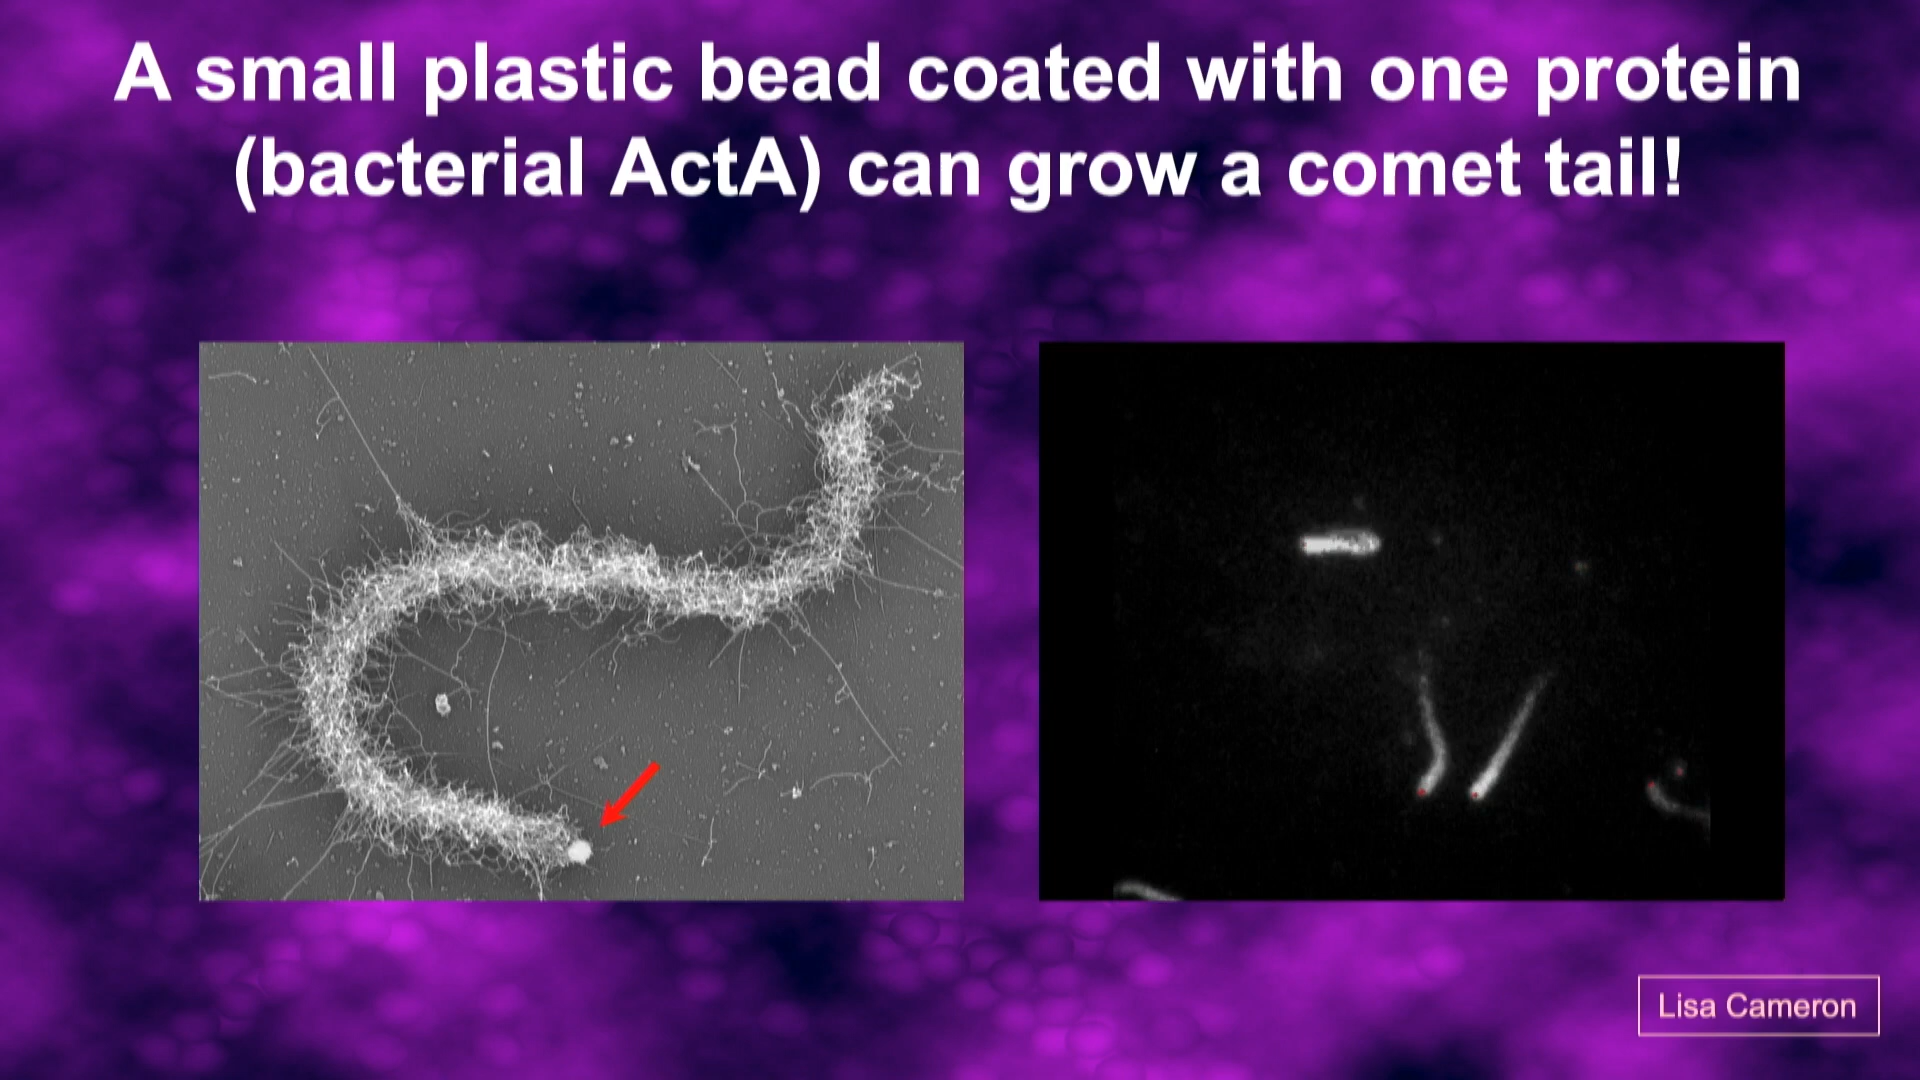 A small plastic bead coated with one protein
(bacterial ActA) can grow a comet tail!
Lisa Cameron